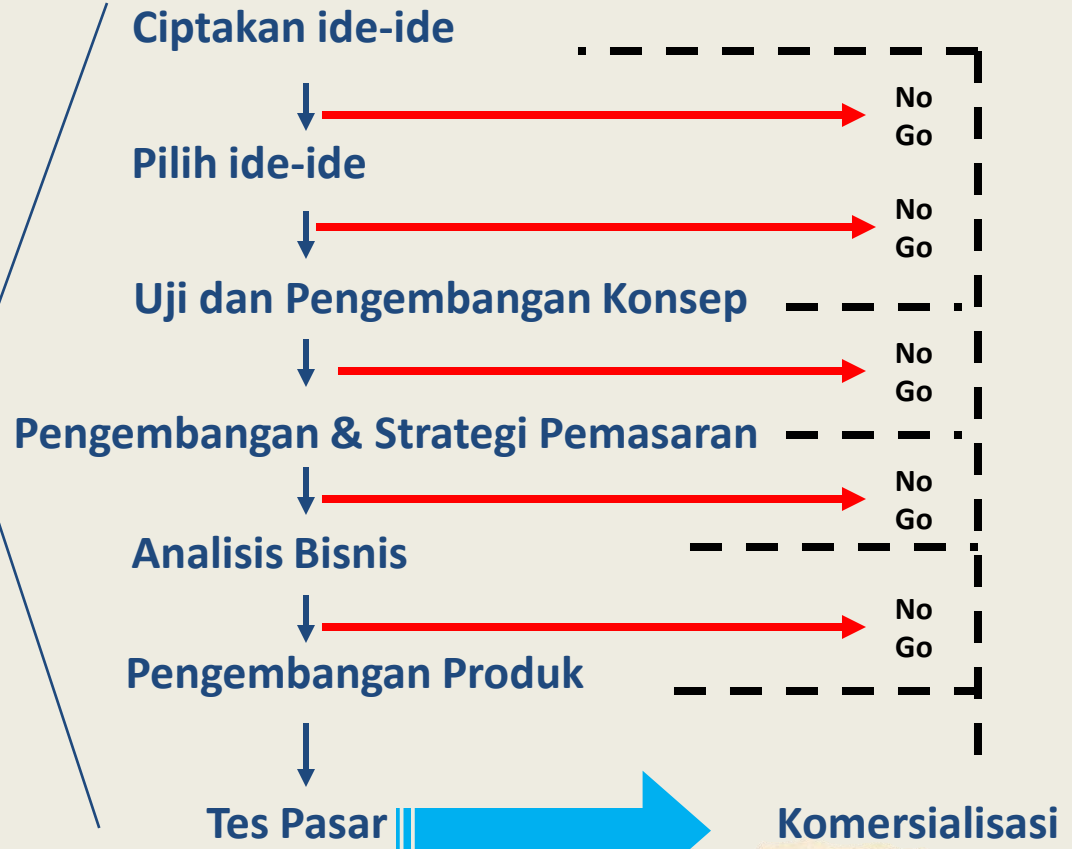 Ciptakan ide-ide
No
Go
Pilih ide-ide
No
Go
Uji dan Pengembangan Konsep
No
Go
Pengembangan & Strategi Pemasaran
No
Go
Analisis Bisnis
No
Go
Pengembangan Produk
Tes Pasar
Komersialisasi